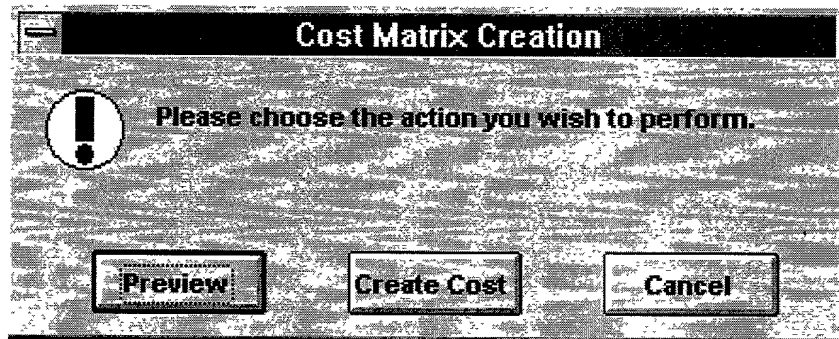 Cost Matrix Creation
Please choose the action you wish to perform.
Preview
Create Cost
Cancel